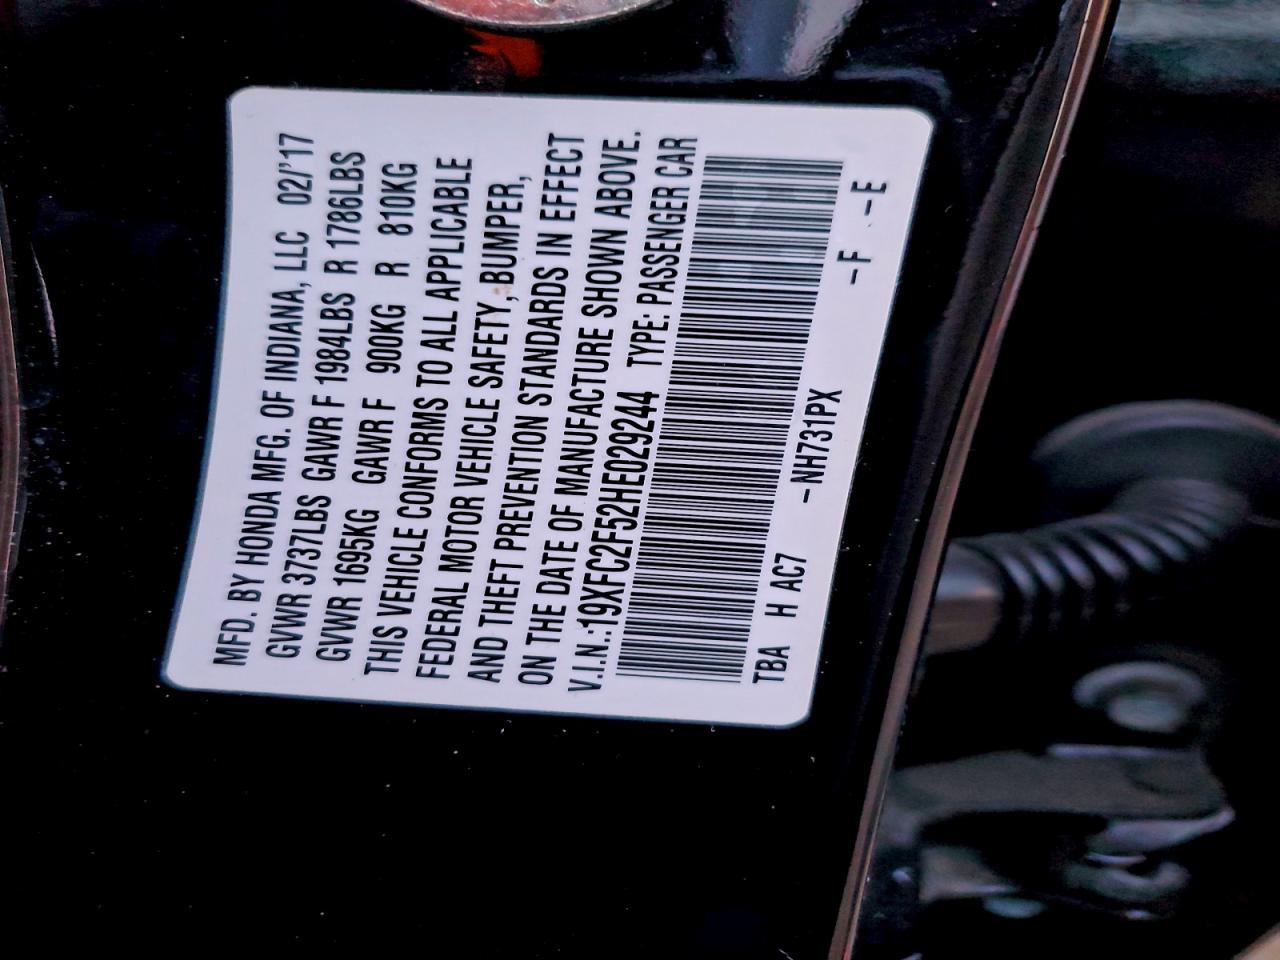 MFD. BY HONDA MFG. OF INDIANA, LLC 02/'17
GVWR 3737LBS GAWR F 1984LBS R 1786LBS
GVWR 1695KG GAWR F 900KG R 810KG
THIS VEHICLE CONFORMS TO ALL APPLICABLE
FEDERAL MOTOR VEHICLE SAFETY, BUMPER,
AND THEFT PREVENTION STANDARDS IN EFFECT
ON THE DATE OF MANUFACTURE SHOWN ABOVE.
V.I.N.:19XFC2F52HE029244 TYPE: PASSENGER CAR
TBA H AC7 -NH731PX -F -E